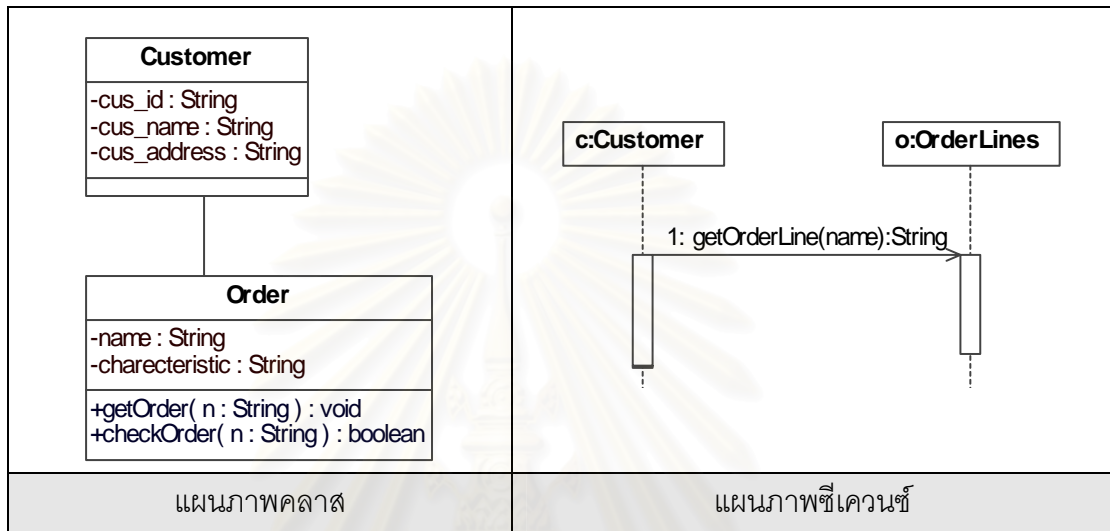 Customer
-cus_id : String
-cus_name : String
-cus_address : String
Order
-name : String
-charecteristic : String
+getOrder( n : String ) : void
+checkOrder( n : String ) : boolean
c:Customer
o:OrderLines
1: getOrderLine(name):String
แผนภาพคลาส
แผนภาพซีเควนซ์